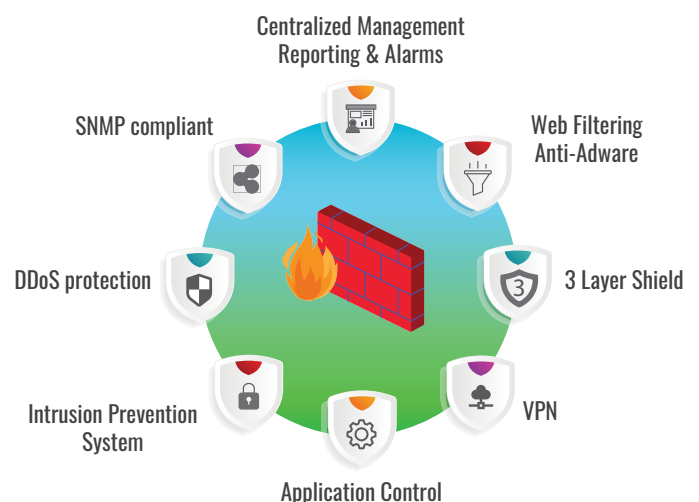 Centralized Management
Reporting & Alarms
SNMP compliant
Web Filtering
Anti-Adware
DDoS protection
3
3 Layer Shield
Intrusion Prevention
System
VPN
Application Control